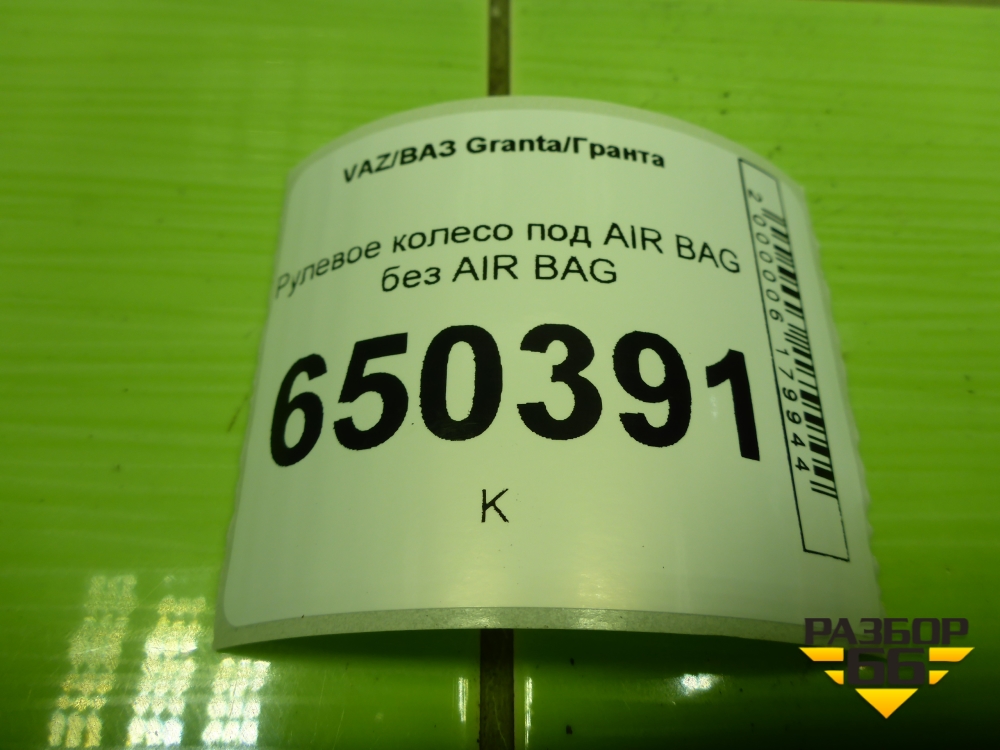 VAZ/ВАЗ Granta/Гранта
Рулевое колесо под AIR BAG
без AIR BAG
650391
К
2000006179944
РАЗБОР
66